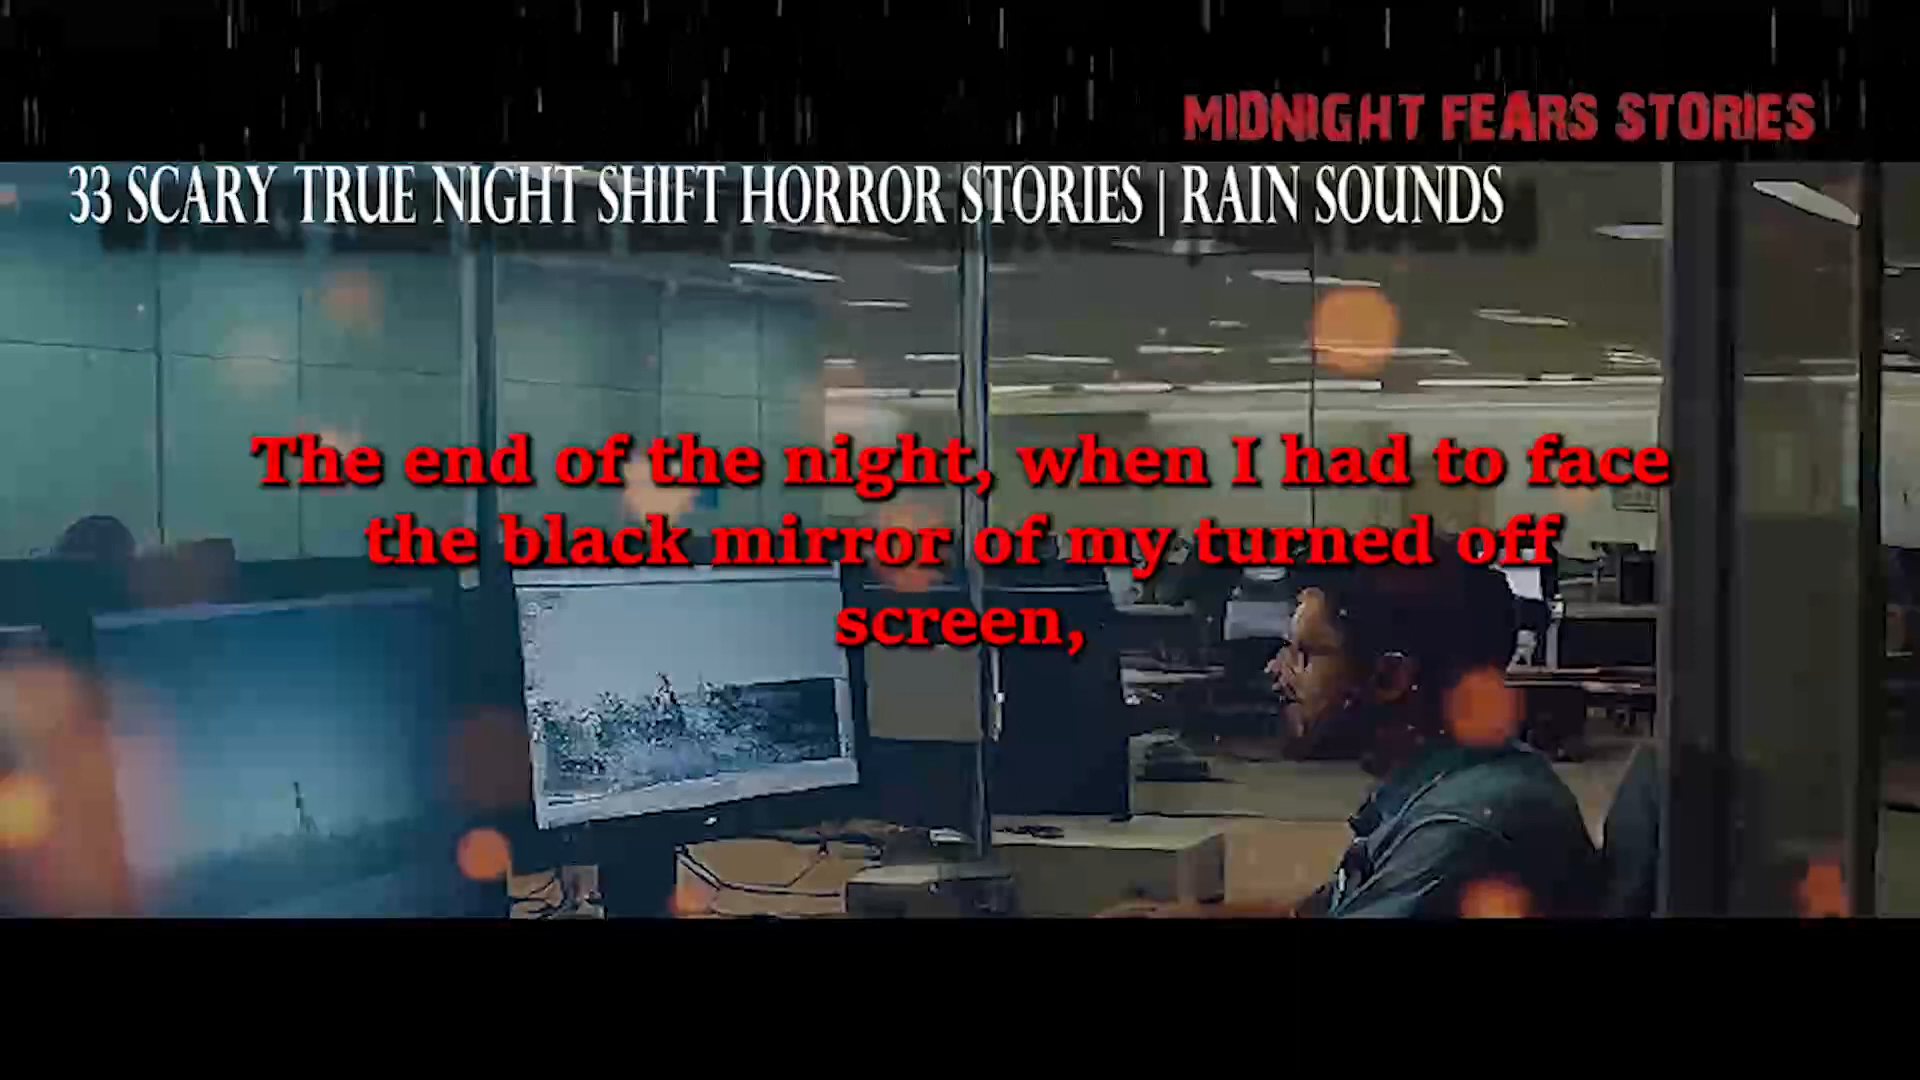 MIDNIGHT FEARS STORIES
33 SCARY TRUE NIGHT SHIFT HORROR STORIES | RAIN SOUNDS
The end of the night, when I had to face
the black mirror of my turned off
screen,